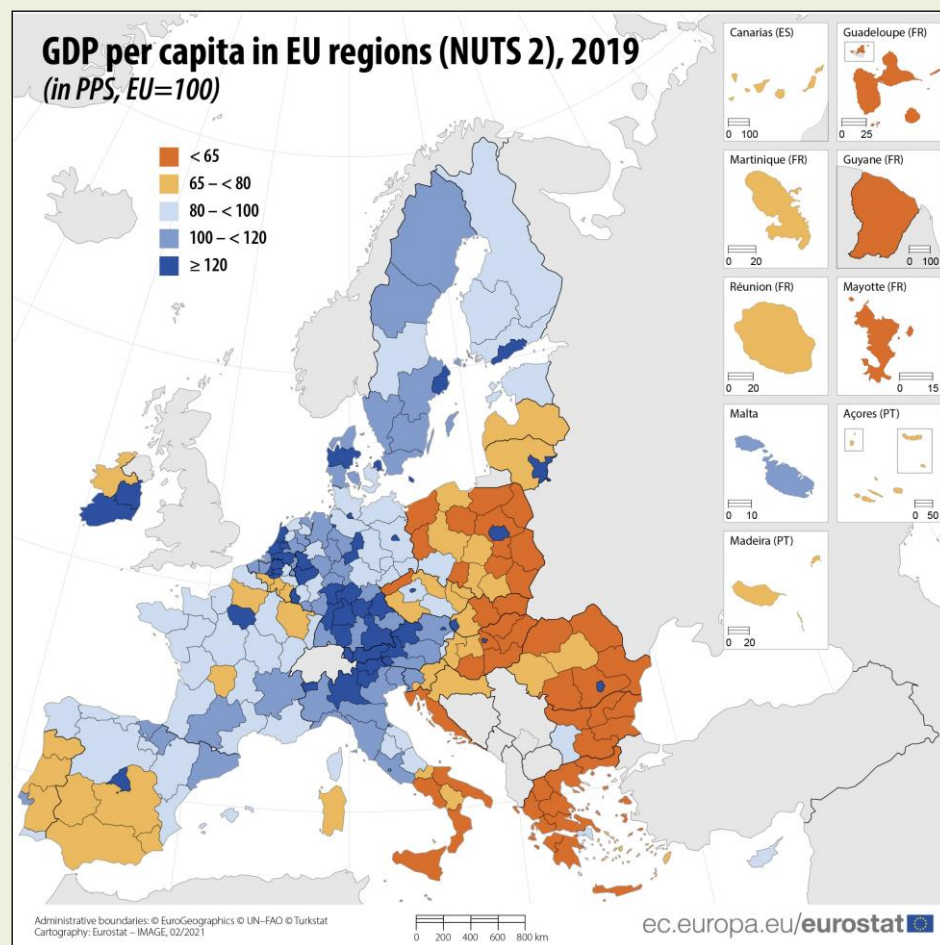 GDP per capita in EU regions (NUTS 2), 2019
(in PPS, EU=100)
< 65
65 – < 80
80 – < 100
100 – < 120
≥ 120
Canarias (ES)
0 100
Guadeloupe (FR)
0 25
Martinique (FR)
0 20
Guyane (FR)
0 100
Réunion (FR)
0 20
Mayotte (FR)
0 15
Malta
0 10
Açores (PT)
0 50
Madeira (PT)
0 20
Administrative boundaries: © EuroGeographics © UN–FAO © Turkstat
Cartography: Eurostat – IMAGE, 02/2021
0 200 400 600 800 km
ec.europa.eu/eurostat